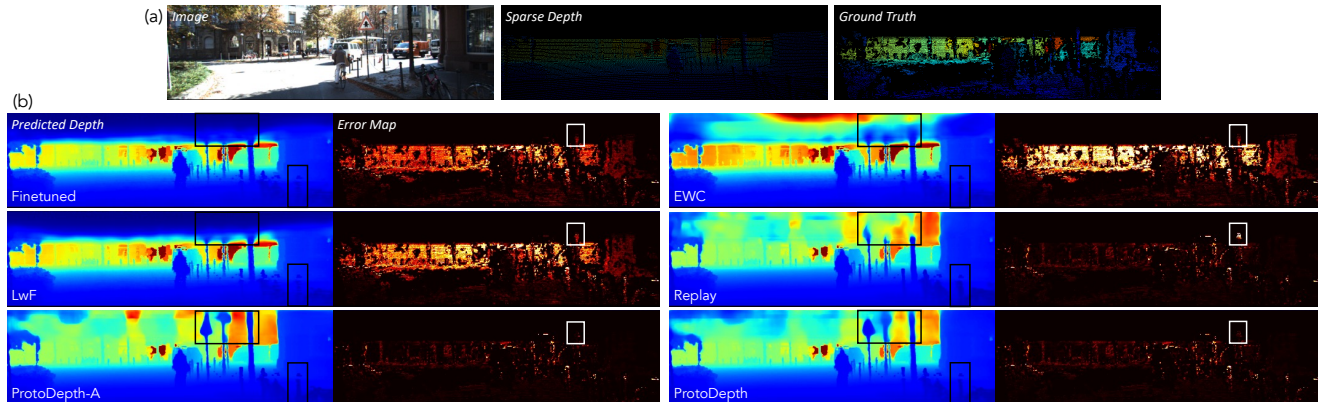 (a)
Image
Sparse Depth
Ground Truth
(b)
Predicted Depth
Error Map
Finetuned
EWC
LwF
Replay
ProtoDepth-A
ProtoDepth